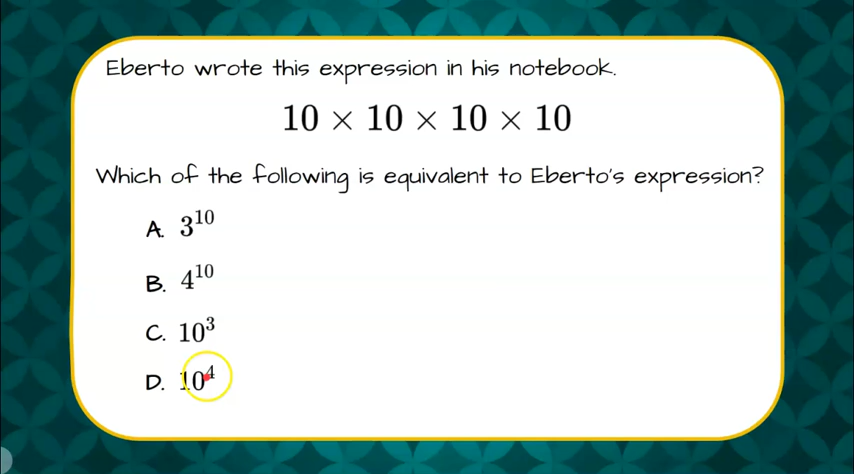 Eberto wrote this expression in his notebook.
10 × 10 × 10 × 10
Which of the following is equivalent to Eberto's expression?
A. 3¹⁰
B. 4¹⁰
C. 10³
D. 10⁴